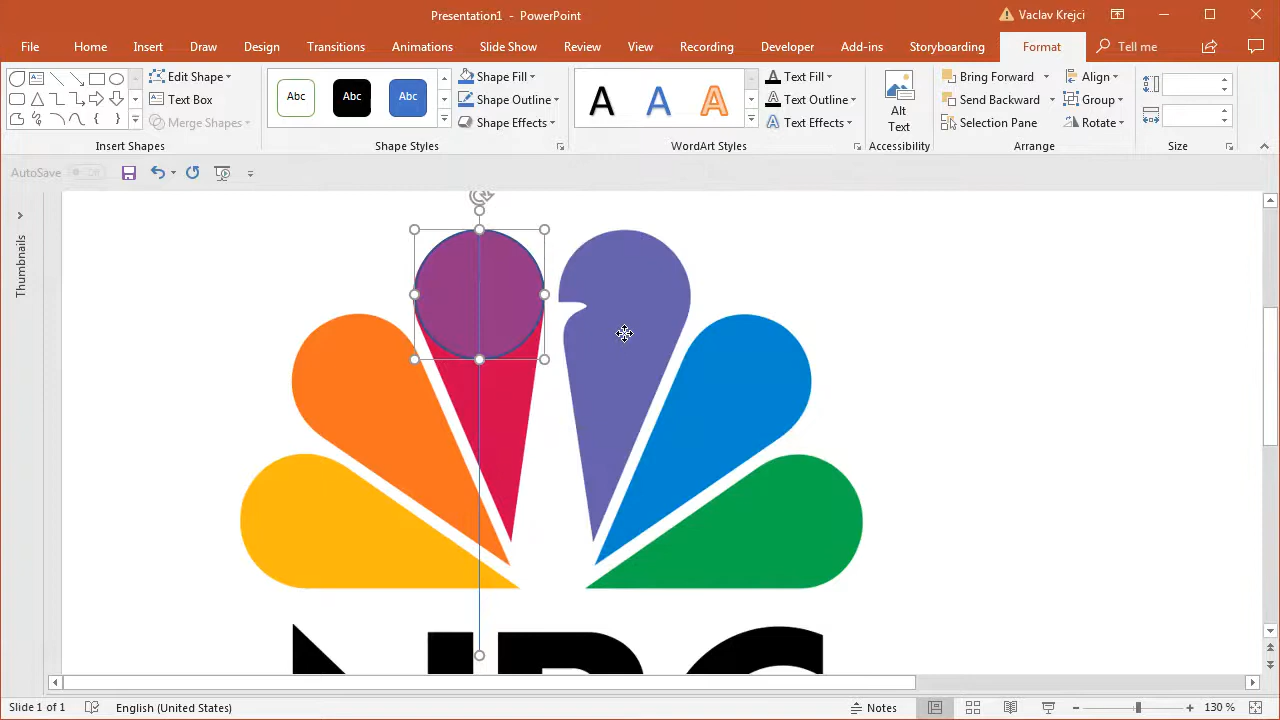 Presentation1 - PowerPoint
Vaclav Krejci
File Home Insert Draw Design Transitions Animations Slide Show Review View Recording Developer Add-ins Storyboarding Format Tell me
Edit Shape
Text Box
Merge Shapes
Insert Shapes
Abc Abc Abc
Shape Fill
Shape Outline
Shape Effects
Shape Styles
A A A
Text Fill
Text Outline
Text Effects
WordArt Styles
Alt
Text
Accessibility
Bring Forward
Send Backward
Selection Pane
Align
Group
Rotate
Arrange
Size
AutoSave Off
Thumbnails
NBC
Slide 1 of 1 English (United States) Notes 130 %